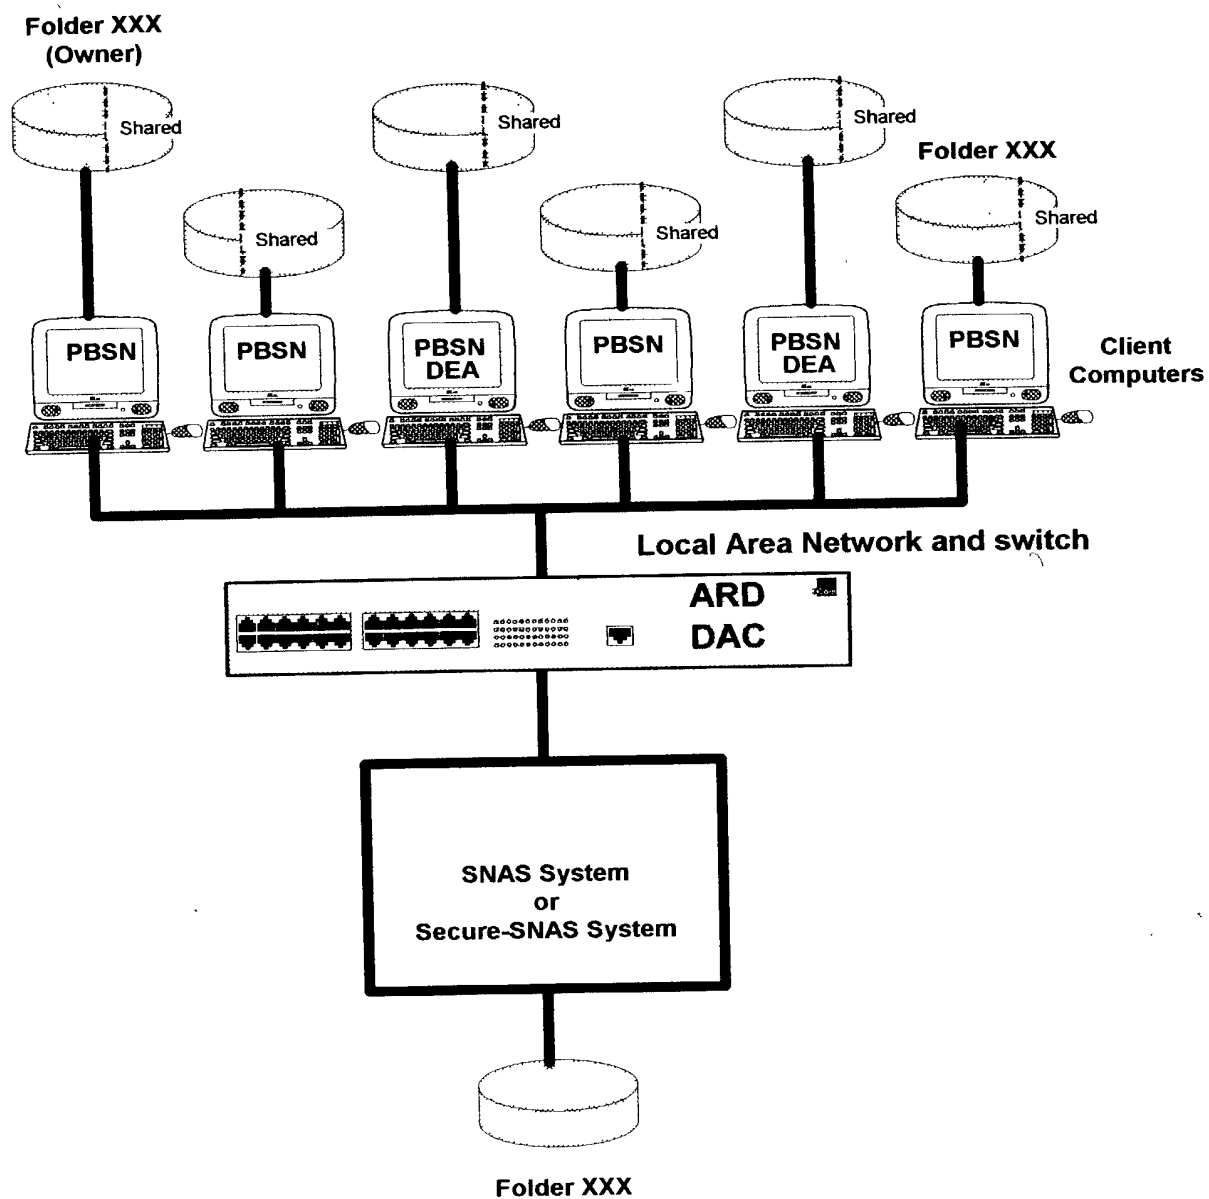 Folder XXX
(Owner)
Shared
Shared
Shared
Folder XXX
Shared
Shared
Shared
PBSN
PBSN
PBSN
DEA
PBSN
PBSN
DEA
PBSN
Client
Computers
Local Area Network and switch
ARD
DAC
SNAS System
or
Secure-SNAS System
Folder XXX